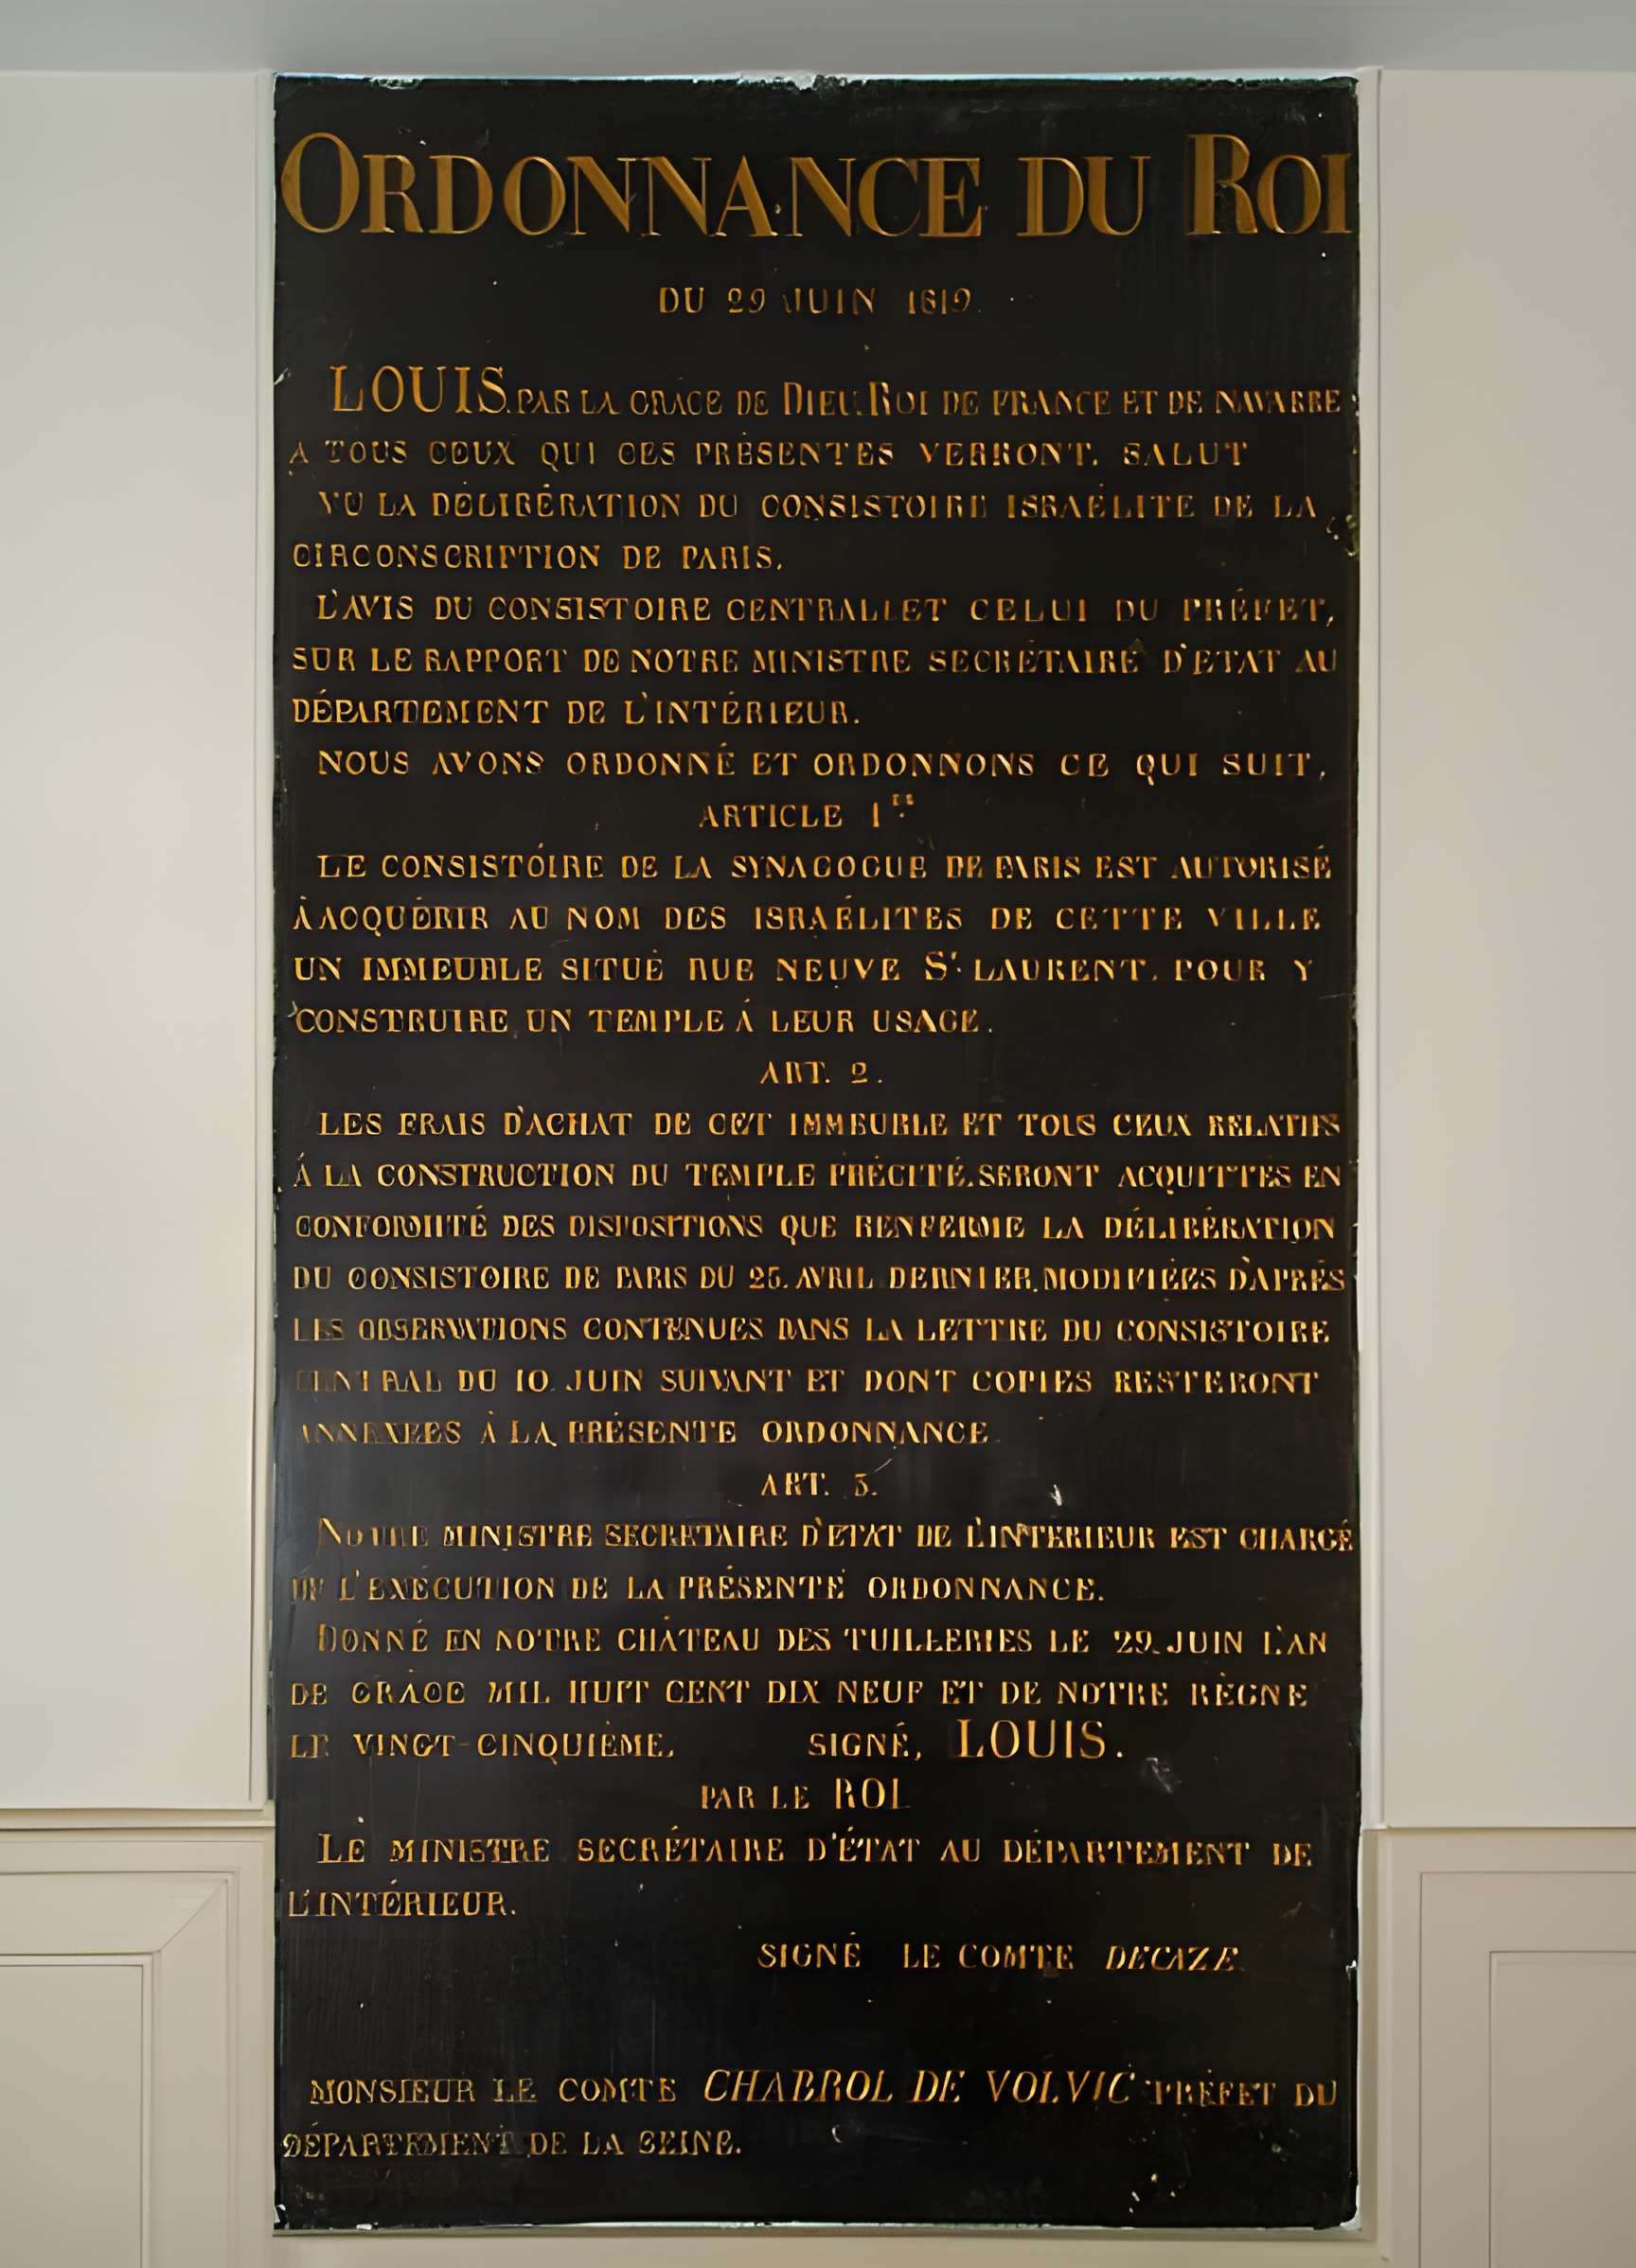 ORDONNANCE DU ROI
DU 29 JUIN 1819.
LOUIS, PAR LA GRÂCE DE DIEU, ROI DE FRANCE ET DE NAVARRE
A TOUS CEUX QUI CES PRÉSENTES VERRONT. SALUT
VU LA DÉLIBÉRATION DU CONSISTOIRE ISRAÉLITE DE LA
CIRCONSCRIPTION DE PARIS,
L'AVIS DU CONSISTOIRE CENTRAL ET CELUI DU PRÉFET,
SUR LE RAPPORT DE NOTRE MINISTRE SECRÉTAIRE D'ETAT AU
DÉPARTEMENT DE L'INTÉRIEUR.
NOUS AVONS ORDONNÉ ET ORDONNONS CE QUI SUIT,
ARTICLE 1ER
LE CONSISTOIRE DE LA SYNAGOGUE DE PARIS EST AUTORISÉ
À ACQUÉRIR AU NOM DES ISRAÉLITES DE CETTE VILLE
UN IMMEUBLE SITUÉ RUE NEUVE ST. LAURENT, POUR Y
CONSTRUIRE UN TEMPLE À LEUR USAGE.
ART. 2.
LES FRAIS D'ACHAT DE CET IMMEUBLE ET TOUS CEUX RELATIFS
À LA CONSTRUCTION DU TEMPLE PRÉCITÉ, SERONT ACQUITTÉS EN
CONFORMITÉ DES DISPOSITIONS QUE RENFERME LA DÉLIBÉRATION
DU CONSISTOIRE DE PARIS DU 25. AVRIL DERNIER, MODIFIÉES D'APRÈS
LES OBSERVATIONS CONTENUES DANS LA LETTRE DU CONSISTOIRE
CENTRAL DU 10. JUIN SUIVANT ET DONT COPIES RESTERONT
ANNEXÉES À LA PRÉSENTE ORDONNANCE.
ART. 3.
NOTRE MINISTRE SECRETAIRE D'ETAT DE L'INTERIEUR EST CHARGÉ
DE L'EXÉCUTION DE LA PRÉSENTE ORDONNANCE.
DONNÉ EN NOTRE CHÂTEAU DES TUILLERIES LE 29. JUIN L'AN
DE GRÂCE MIL HUIT CENT DIX NEUF ET DE NOTRE RÈGNE
LE VINGT-CINQUIÈME, SIGNÉ, LOUIS.
PAR LE ROI
LE MINISTRE SECRÉTAIRE D'ÉTAT AU DÉPARTEMENT DE
L'INTÉRIEUR.
SIGNÉ LE COMTE DECAZE.
MONSIEUR LE COMTE CHABROL DE VOLVIC PRÉFET DU
DÉPARTEMENT DE LA SEINE.